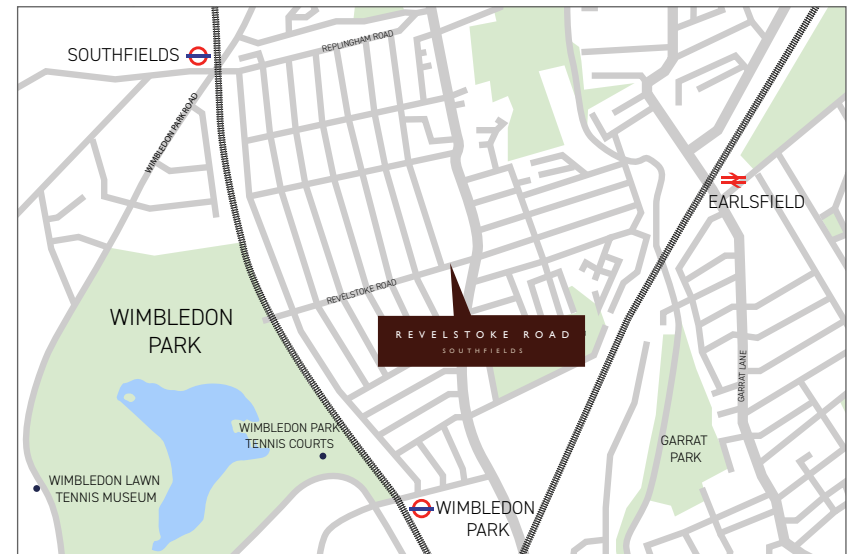 SOUTHFIELDS
REPLINGHAM ROAD
WIMBLEDON PARK ROAD
EARLSFIELD
REVELSTOKE ROAD
WIMBLEDON
PARK
REVELSTOKE ROAD
SOUTHFIELDS
GARRAT LANE
WIMBLEDON PARK
TENNIS COURTS
GARRAT
PARK
WIMBLEDON LAWN
TENNIS MUSEUM
WIMBLEDON
PARK